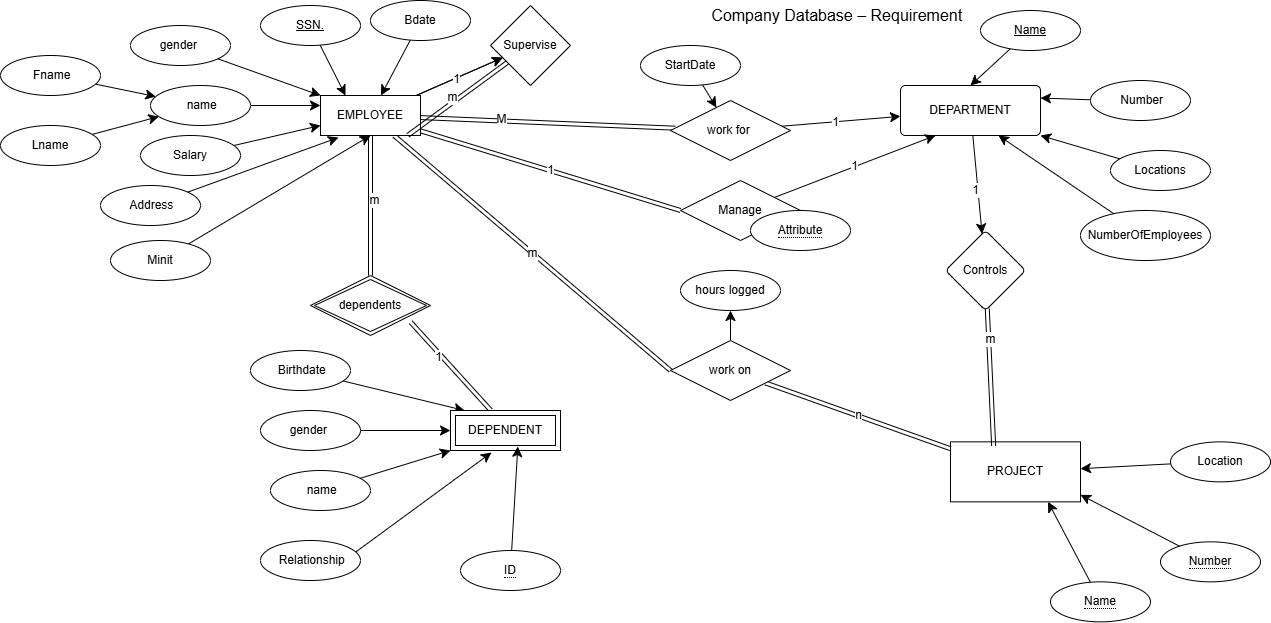 Company Database – Requirement
SSN.
Bdate
Name
gender
Supervise
StartDate
Fname
1
Number
name
m
EMPLOYEE
DEPARTMENT
M
work for
1
Lname
Salary
1
1
Locations
1
Address
m
Manage
Attribute
NumberOfEmployees
Minit
m
Controls
hours logged
dependents
m
1
Birthdate
work on
gender
DEPENDENT
n
name
PROJECT
Location
Relationship
ID
Number
Name